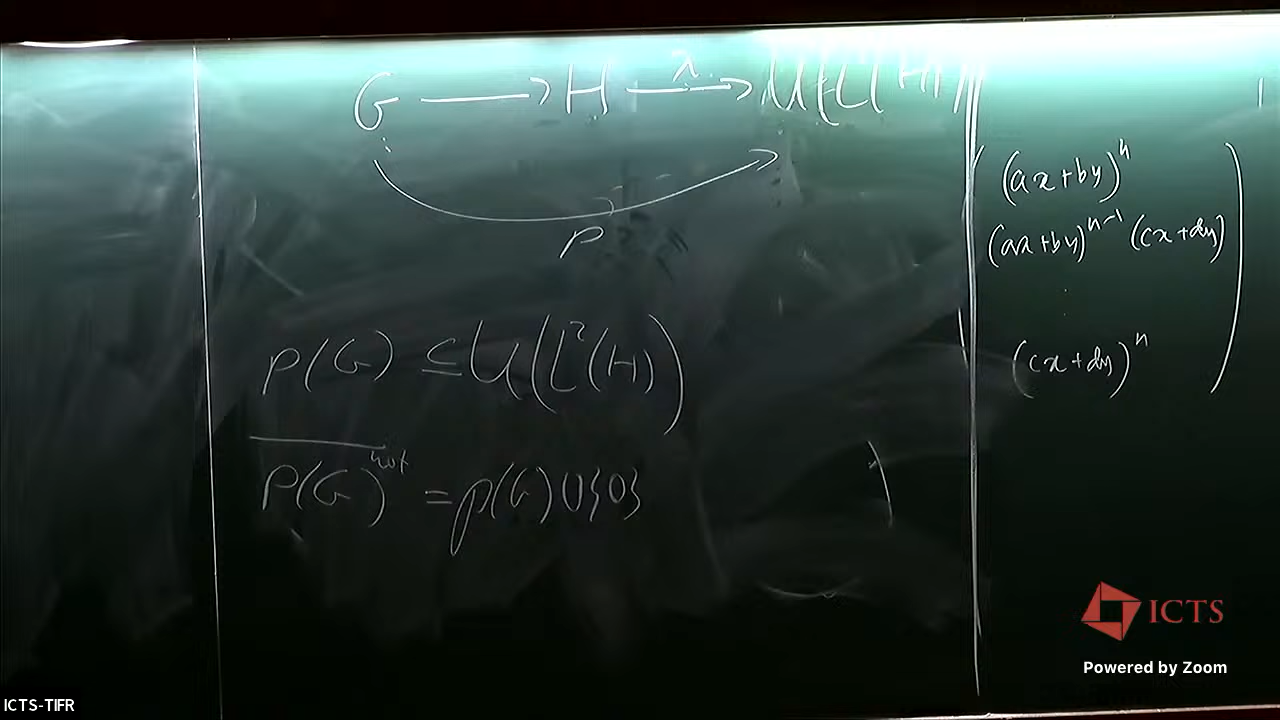 G → H →λ U(L²(H))
ρ
ρ(G) ⊆ U(L²(H))
ρ(G)^wot = ρ(G) ∪ {0}
(ax+by)^n
(ax+by)^{n-1} (cx+dy)
.
(cx+dy)^n
ICTS
Powered by Zoom
ICTS-TIFR